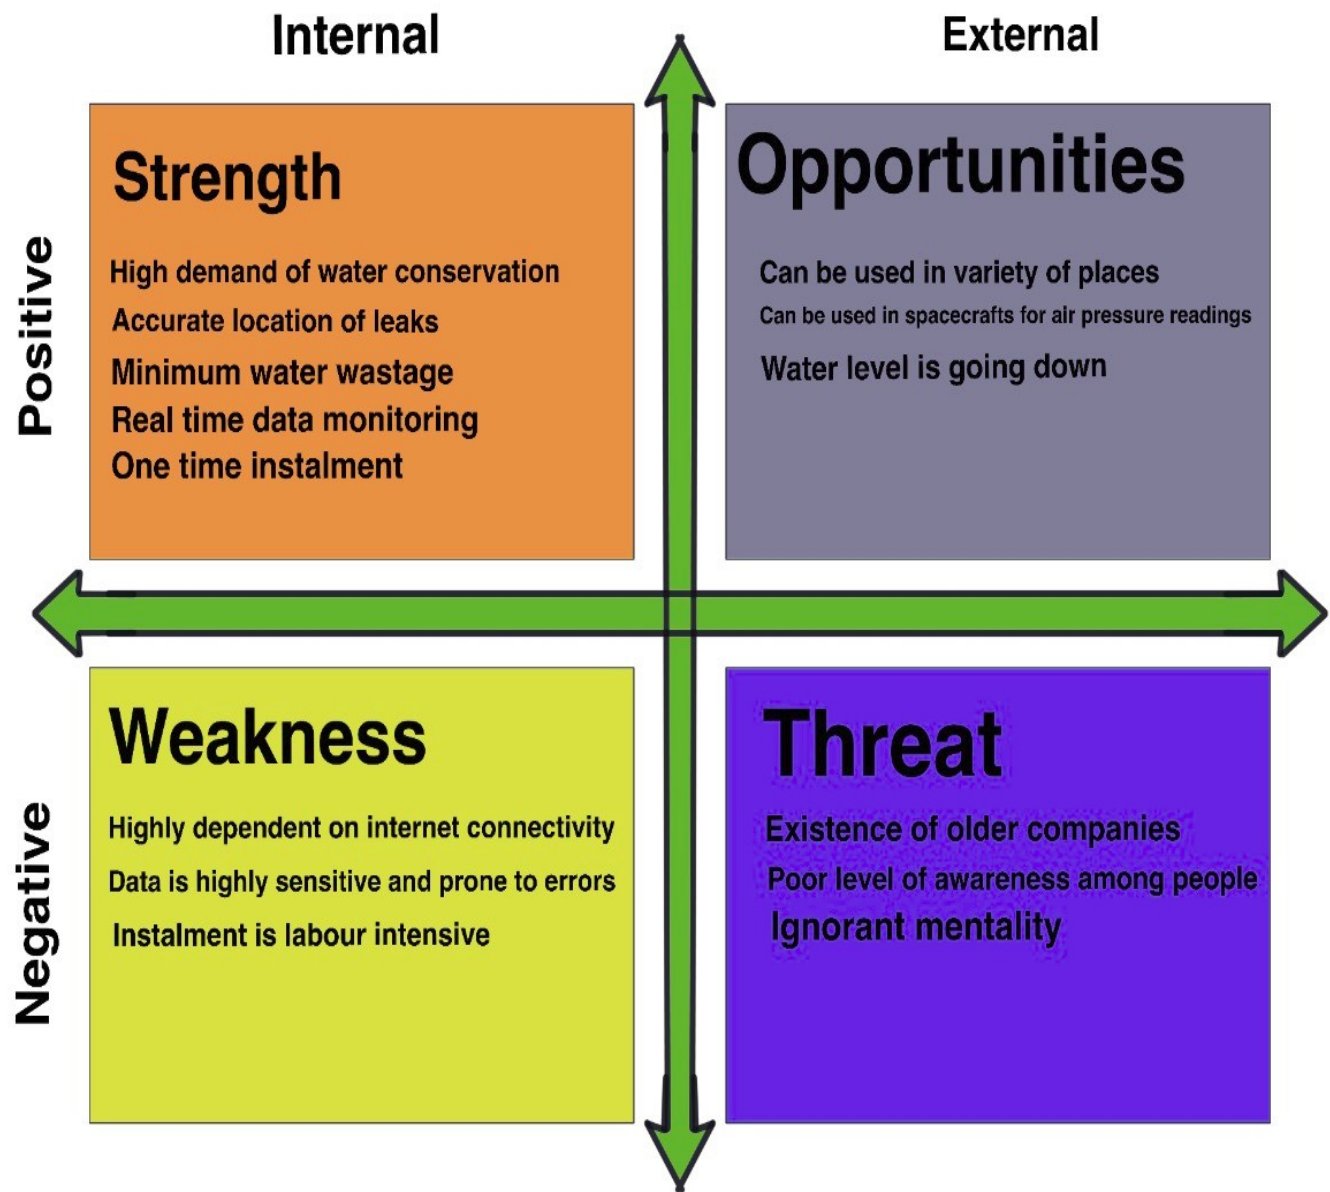 Internal
External
Positive
Strength
High demand of water conservation
Accurate location of leaks
Minimum water wastage
Real time data monitoring
One time instalment
Opportunities
Can be used in variety of places
Can be used in spacecrafts for air pressure readings
Water level is going down
Negative
Weakness
Highly dependent on internet connectivity
Data is highly sensitive and prone to errors
Instalment is labour intensive
Threat
Existence of older companies
Poor level of awareness among people
Ignorant mentality